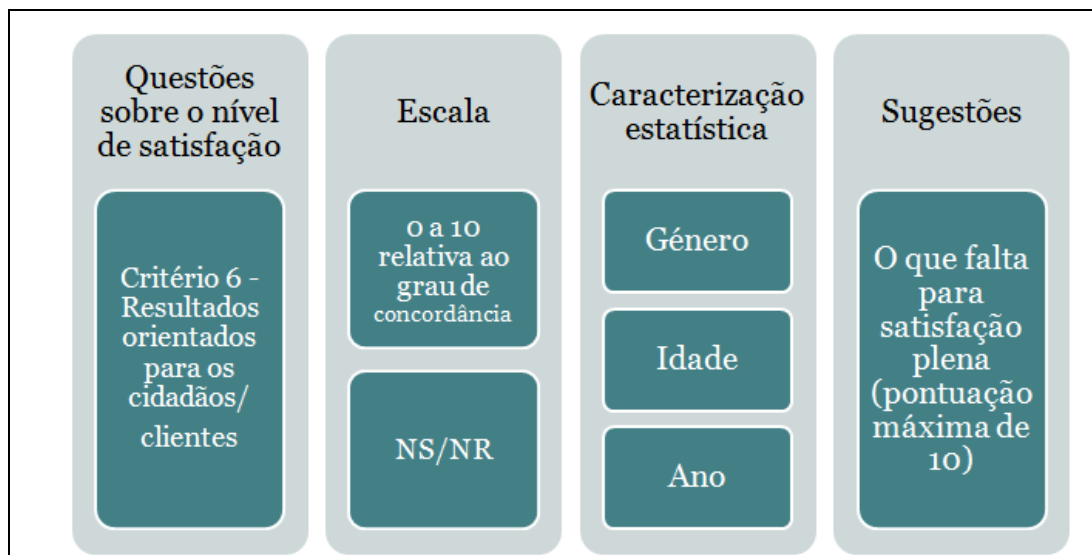 Questões
sobre o nível
de satisfação
Critério 6 -
Resultados
orientados
para os
cidadãos/
clientes
Escala
0 a 10
relativa ao
grau de
concordância
NS/NR
Caracterização
estatística
Género
Idade
Ano
Sugestões
O que falta
para
satisfação
plena
(pontuação
máxima de
10)